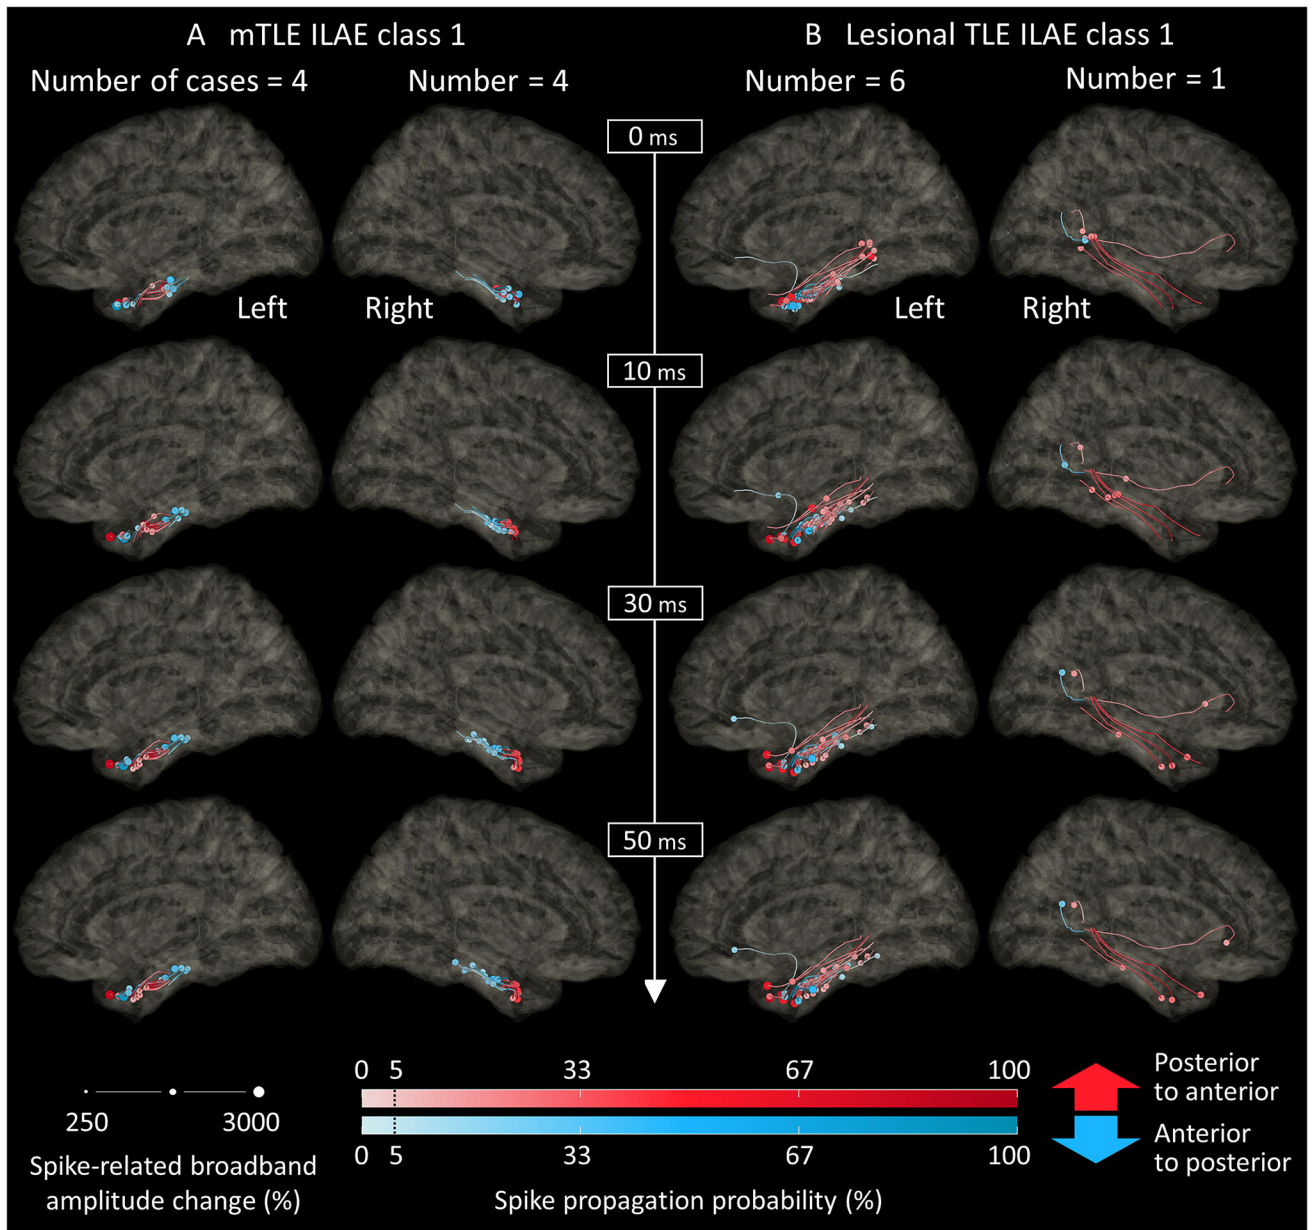 A mTLE ILAE class 1
B Lesional TLE ILAE class 1
Number of cases = 4
Number = 4
Number = 6
Number = 1
0 ms
Left
Right
Left
Right
10 ms
30 ms
50 ms
250
3000
Spike-related broadband
amplitude change (%)
0 5 33 67 100
0 5 33 67 100
Spike propagation probability (%)
Posterior
to anterior
Anterior
to posterior